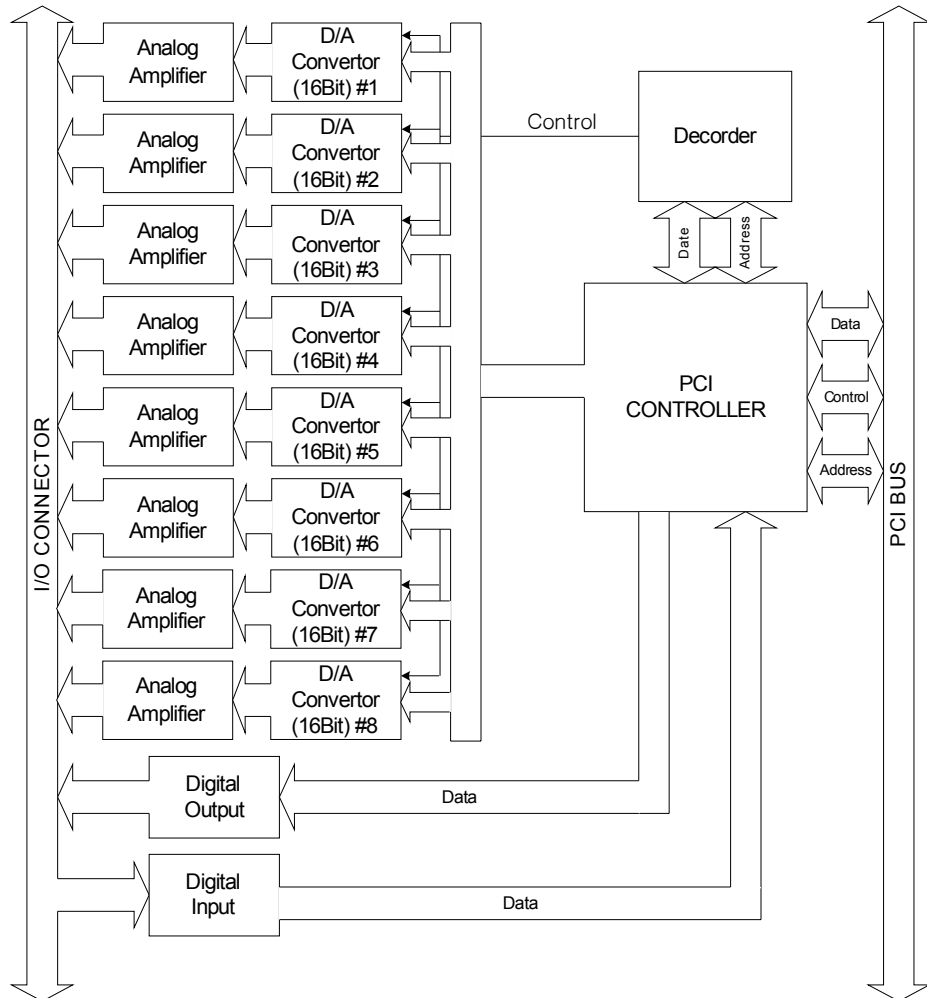 Analog
Amplifier
D/A
Convertor
(16Bit) #1
Analog
Amplifier
D/A
Convertor
(16Bit) #2
Analog
Amplifier
D/A
Convertor
(16Bit) #3
Analog
Amplifier
D/A
Convertor
(16Bit) #4
Analog
Amplifier
D/A
Convertor
(16Bit) #5
Analog
Amplifier
D/A
Convertor
(16Bit) #6
Analog
Amplifier
D/A
Convertor
(16Bit) #7
Analog
Amplifier
D/A
Convertor
(16Bit) #8
Control
Decorder
Date
Address
PCI
CONTROLLER
Data
Control
Address
I/O CONNECTOR
PCI BUS
Digital
Output
Data
Digital
Input
Data